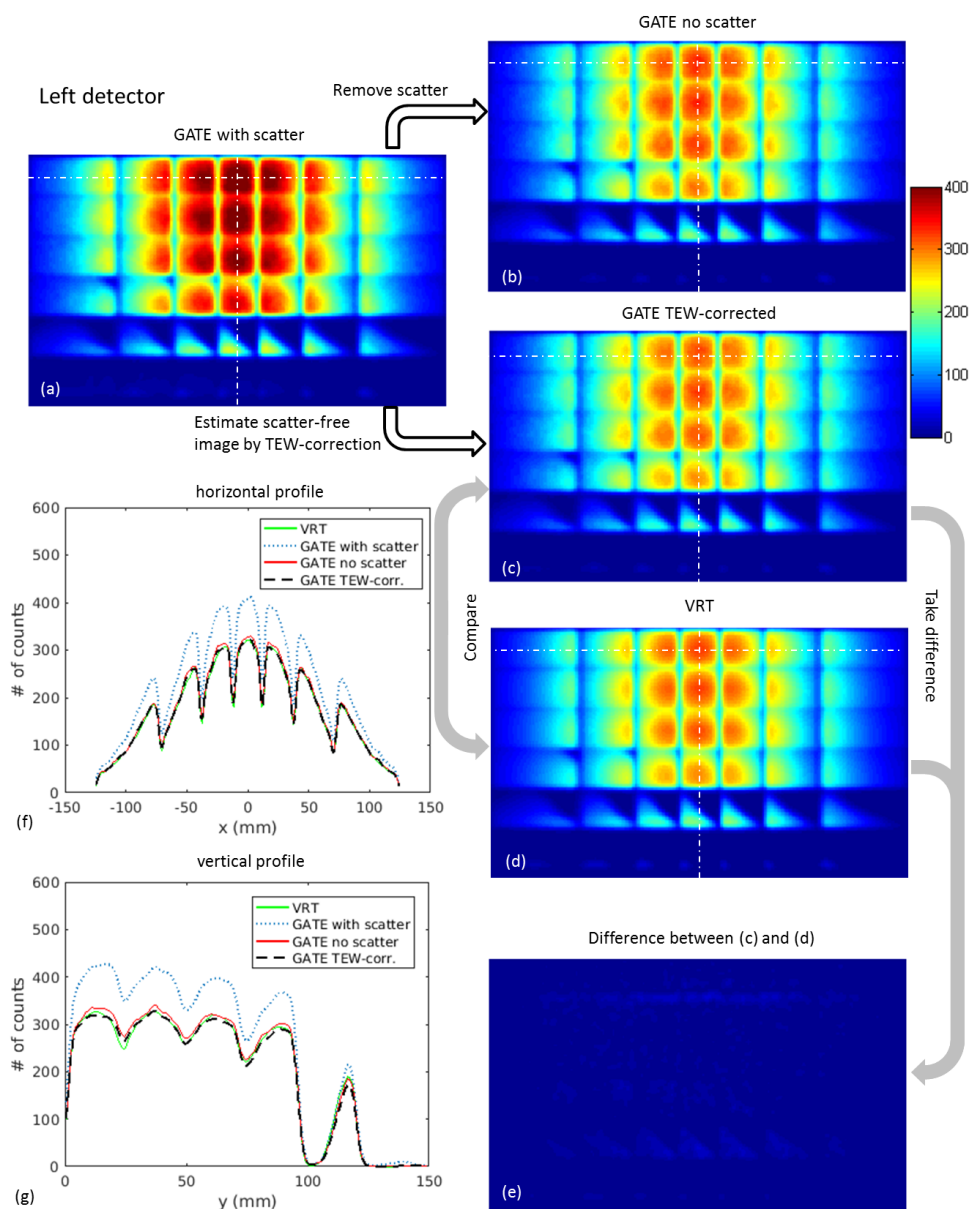 GATE no scatter
Left detector
Remove scatter
GATE with scatter
(a)
(b)
400
300
200
100
0
GATE TEW-corrected
Estimate scatter-free
image by TEW-correction
(c)
horizontal profile
600
500
400
300
200
100
0
VRT
GATE with scatter
GATE no scatter
GATE TEW-corr.
# of counts
-150
-100
-50
0
50
100
150
x (mm)
(f)
Compare
Take difference
VRT
(d)
vertical profile
600
500
400
300
200
100
0
VRT
GATE with scatter
GATE no scatter
GATE TEW-corr.
# of counts
0
50
100
150
y (mm)
(g)
Difference between (c) and (d)
(e)